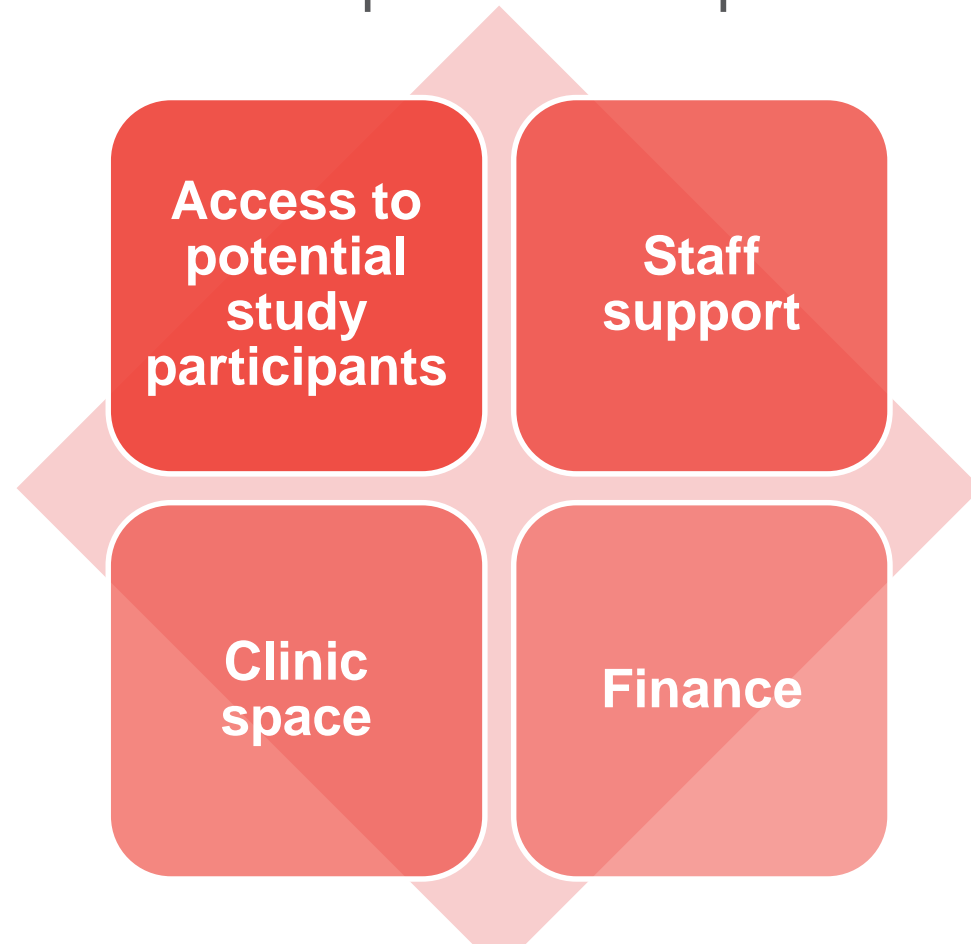 Access to
potential
study
participants
Staff
support
Clinic
space
Finance